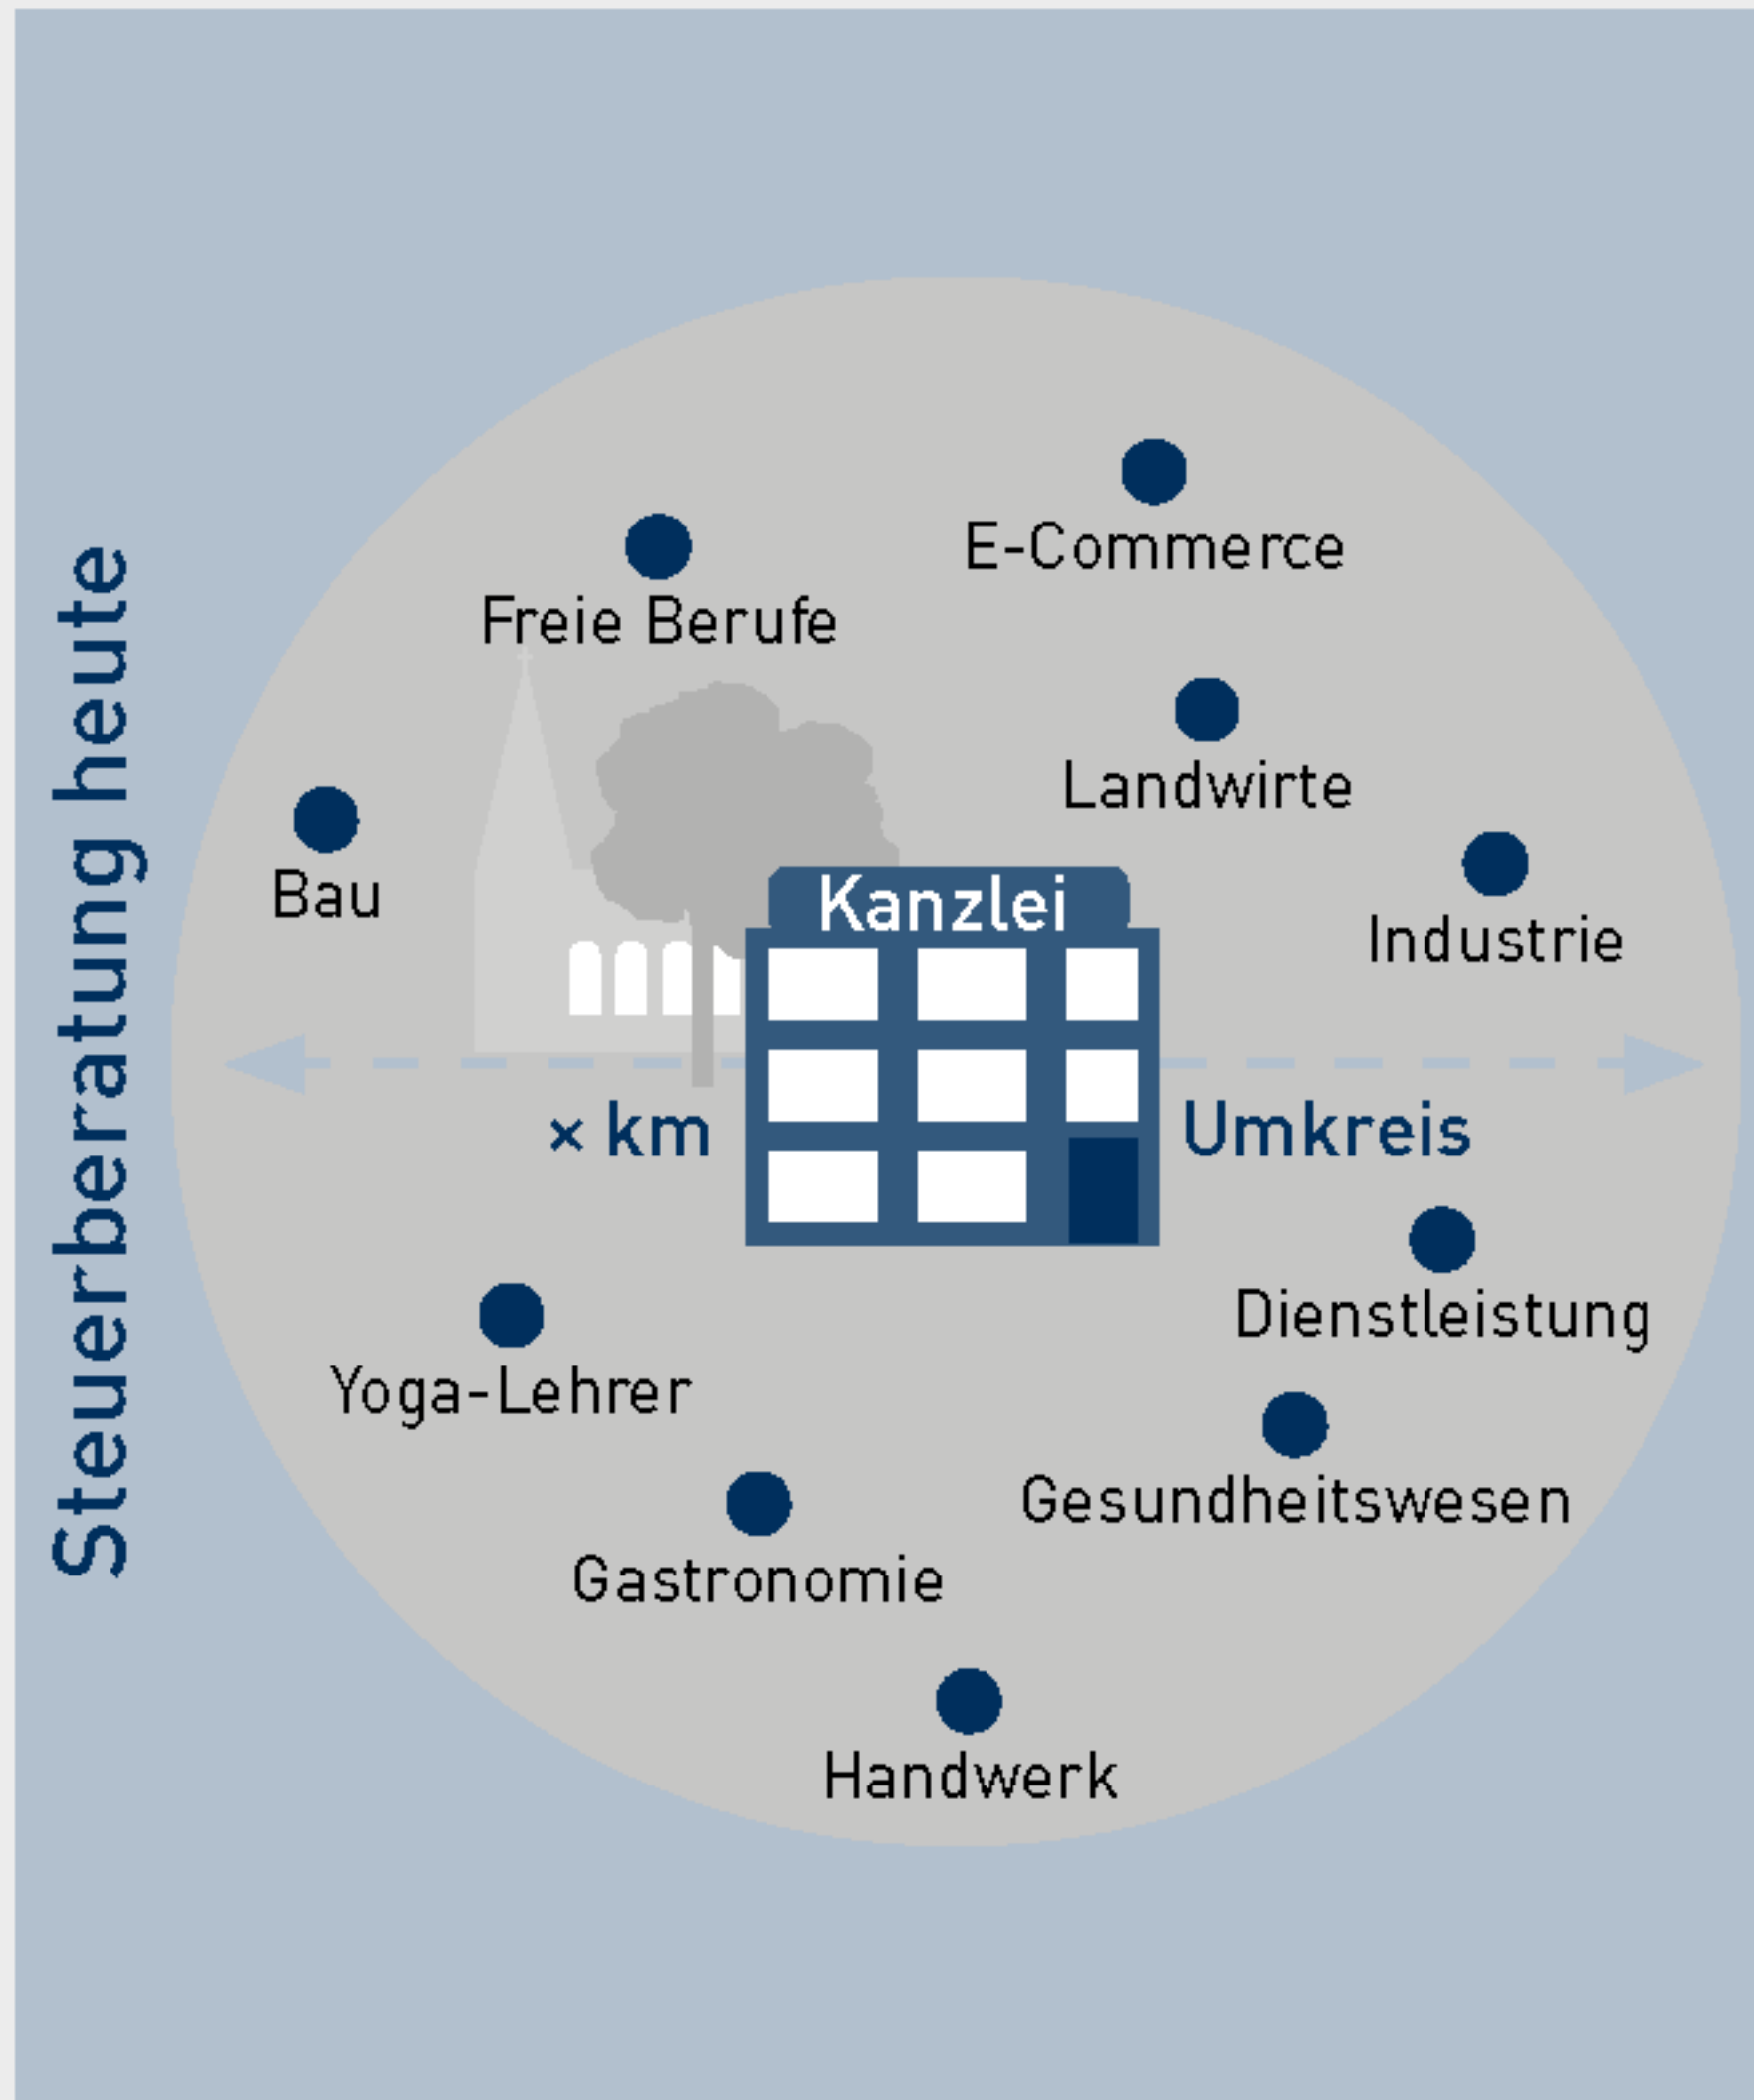 Steuerberatung heute
E-Commerce
Freie Berufe
Landwirte
Bau
Kanzlei
Industrie
× km
Umkreis
Dienstleistung
Yoga-Lehrer
Gesundheitswesen
Gastronomie
Handwerk